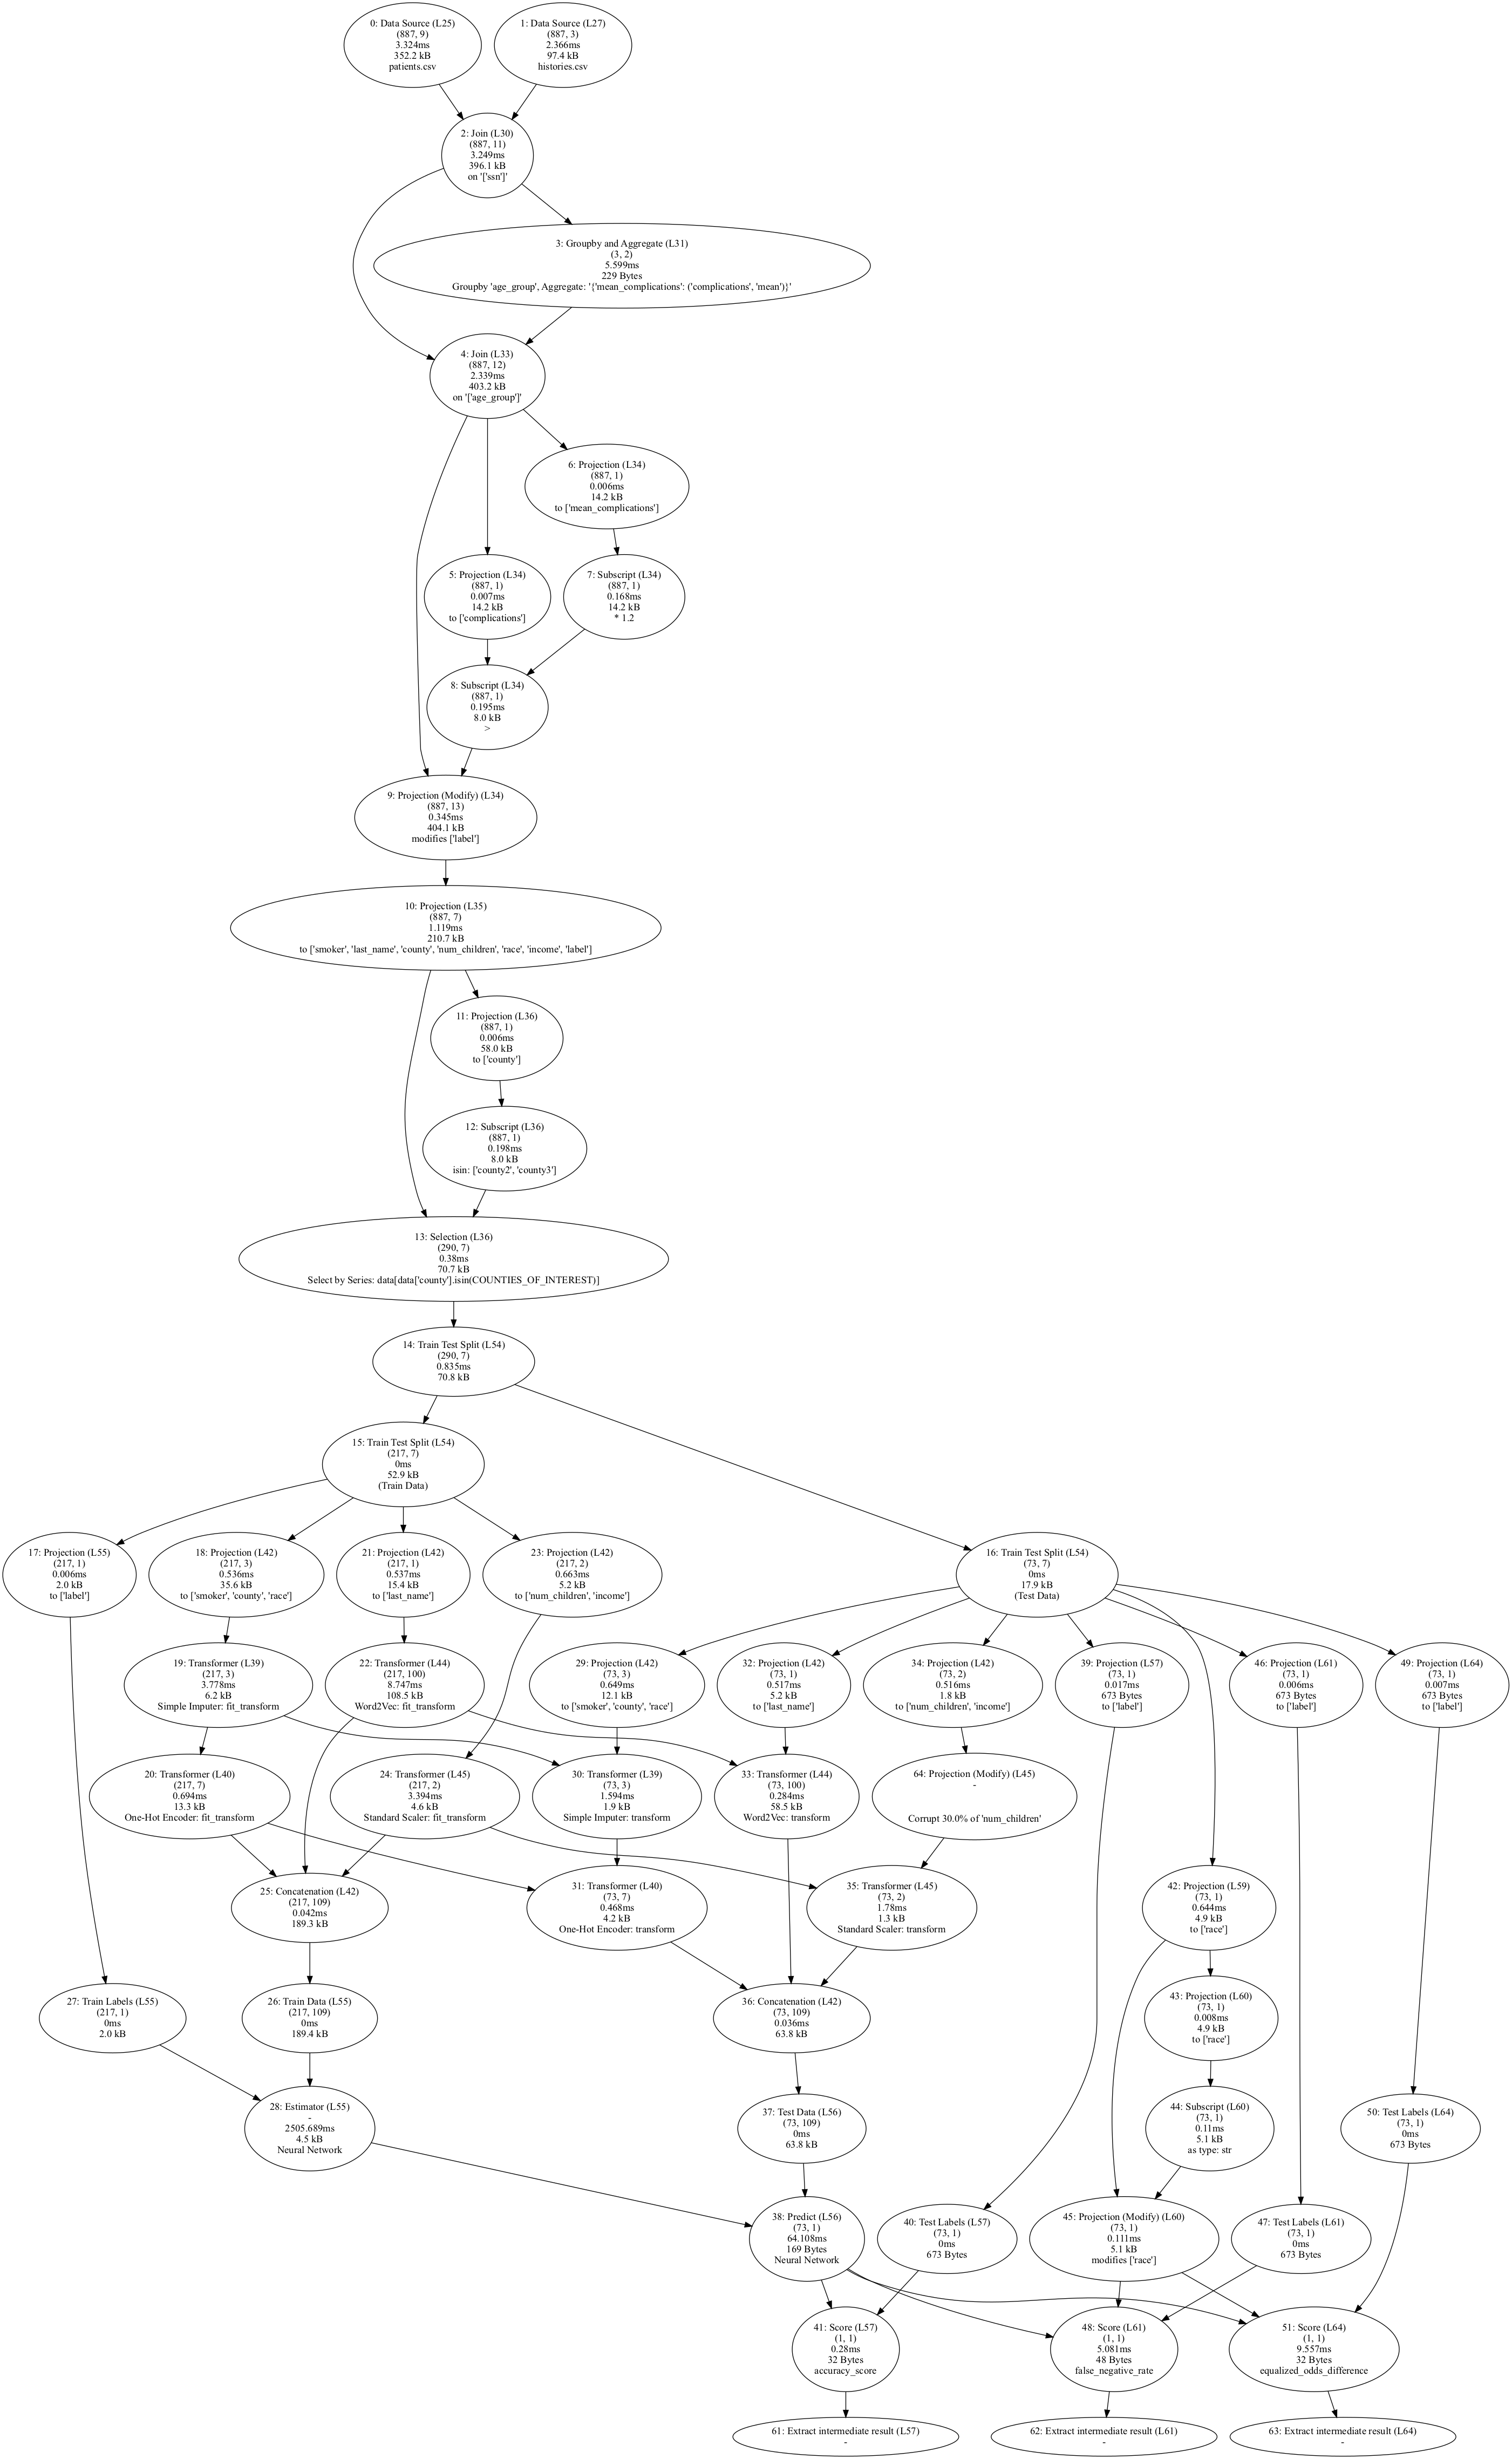 0: Data Source (L25)
(887, 9)
3.324ms
352.2 kB
patients.csv
1: Data Source (L27)
(887, 3)
2.366ms
97.4 kB
histories.csv
2: Join (L30)
(887, 11)
3.249ms
396.1 kB
on '['ssn']'
3: Groupby and Aggregate (L31)
(3, 2)
5.599ms
229 Bytes
Groupby 'age_group', Aggregate: '{'mean_complications': ('complications', 'mean')}'
4: Join (L33)
(887, 12)
2.339ms
403.2 kB
on '['age_group']'
6: Projection (L34)
(887, 1)
0.006ms
14.2 kB
to ['mean_complications']
5: Projection (L34)
(887, 1)
0.007ms
14.2 kB
to ['complications']
7: Subscript (L34)
(887, 1)
0.168ms
14.2 kB
* 1.2
8: Subscript (L34)
(887, 1)
0.195ms
8.0 kB
>
9: Projection (Modify) (L34)
(887, 13)
0.345ms
404.1 kB
modifies ['label']
10: Projection (L35)
(887, 7)
1.119ms
210.7 kB
to ['smoker', 'last_name', 'county', 'num_children', 'race', 'income', 'label']
11: Projection (L36)
(887, 1)
0.006ms
58.0 kB
to ['county']
12: Subscript (L36)
(887, 1)
0.198ms
8.0 kB
isin: ['county2', 'county3']
13: Selection (L36)
(290, 7)
0.38ms
70.7 kB
Select by Series: data[data['county'].isin(COUNTIES_OF_INTEREST)]
14: Train Test Split (L54)
(290, 7)
0.835ms
70.8 kB
15: Train Test Split (L54)
(217, 7)
0ms
52.9 kB
(Train Data)
17: Projection (L55)
(217, 1)
0.006ms
2.0 kB
to ['label']
18: Projection (L42)
(217, 3)
0.536ms
35.6 kB
to ['smoker', 'county', 'race']
21: Projection (L42)
(217, 1)
0.537ms
15.4 kB
to ['last_name']
23: Projection (L42)
(217, 2)
0.663ms
5.2 kB
to ['num_children', 'income']
16: Train Test Split (L54)
(73, 7)
0ms
17.9 kB
(Test Data)
19: Transformer (L39)
(217, 3)
3.778ms
6.2 kB
Simple Imputer: fit_transform
22: Transformer (L44)
(217, 100)
8.747ms
108.5 kB
Word2Vec: fit_transform
29: Projection (L42)
(73, 3)
0.649ms
12.1 kB
to ['smoker', 'county', 'race']
32: Projection (L42)
(73, 1)
0.517ms
5.2 kB
to ['last_name']
34: Projection (L42)
(73, 2)
0.516ms
1.8 kB
to ['num_children', 'income']
39: Projection (L57)
(73, 1)
0.017ms
673 Bytes
to ['label']
46: Projection (L61)
(73, 1)
0.006ms
673 Bytes
to ['label']
49: Projection (L64)
(73, 1)
0.007ms
673 Bytes
to ['label']
20: Transformer (L40)
(217, 7)
0.694ms
13.3 kB
One-Hot Encoder: fit_transform
24: Transformer (L45)
(217, 2)
3.394ms
4.6 kB
Standard Scaler: fit_transform
30: Transformer (L39)
(73, 3)
1.594ms
1.9 kB
Simple Imputer: transform
33: Transformer (L44)
(73, 100)
0.284ms
58.5 kB
Word2Vec: transform
64: Projection (Modify) (L45)
-
Corrupt 30.0% of 'num_children'
25: Concatenation (L42)
(217, 109)
0.042ms
189.3 kB
31: Transformer (L40)
(73, 7)
0.468ms
4.2 kB
One-Hot Encoder: transform
35: Transformer (L45)
(73, 2)
1.78ms
1.3 kB
Standard Scaler: transform
42: Projection (L59)
(73, 1)
0.644ms
4.9 kB
to ['race']
27: Train Labels (L55)
(217, 1)
0ms
2.0 kB
26: Train Data (L55)
(217, 109)
0ms
189.4 kB
36: Concatenation (L42)
(73, 109)
0.036ms
63.8 kB
43: Projection (L60)
(73, 1)
0.008ms
4.9 kB
to ['race']
28: Estimator (L55)
-
2505.689ms
4.5 kB
Neural Network
37: Test Data (L56)
(73, 109)
0ms
63.8 kB
44: Subscript (L60)
(73, 1)
0.11ms
5.1 kB
as type: str
50: Test Labels (L64)
(73, 1)
0ms
673 Bytes
38: Predict (L56)
(73, 1)
64.108ms
169 Bytes
Neural Network
40: Test Labels (L57)
(73, 1)
0ms
673 Bytes
45: Projection (Modify) (L60)
(73, 1)
0.111ms
5.1 kB
modifies ['race']
47: Test Labels (L61)
(73, 1)
0ms
673 Bytes
41: Score (L57)
(1, 1)
0.28ms
32 Bytes
accuracy_score
48: Score (L61)
(1, 1)
5.081ms
48 Bytes
false_negative_rate
51: Score (L64)
(1, 1)
9.557ms
32 Bytes
equalized_odds_difference
61: Extract intermediate result (L57)
-
62: Extract intermediate result (L61)
-
63: Extract intermediate result (L64)
-